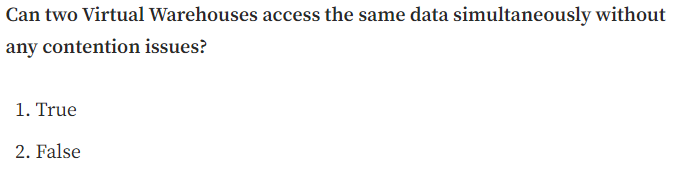 Can two Virtual Warehouses access the same data simultaneously without
any contention issues?
1. True
2. False